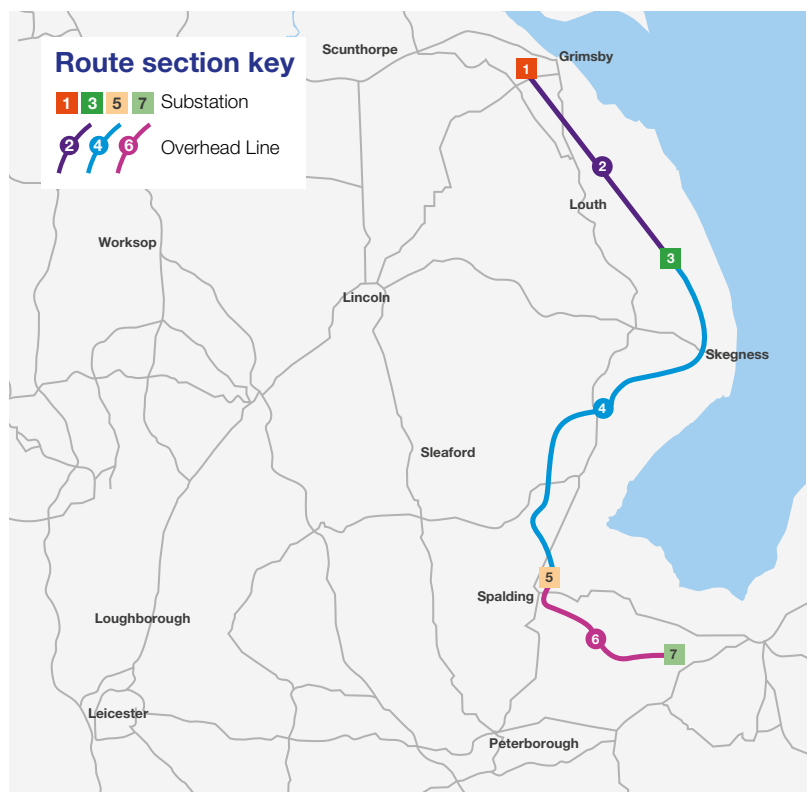 Route section key
1 3 5 7 Substation
2 4 6 Overhead Line
Scunthorpe
Grimsby
1
2
Louth
Worksop
3
Lincoln
Skegness
4
Sleaford
5
Spalding
Loughborough
6
7
Leicester
Peterborough